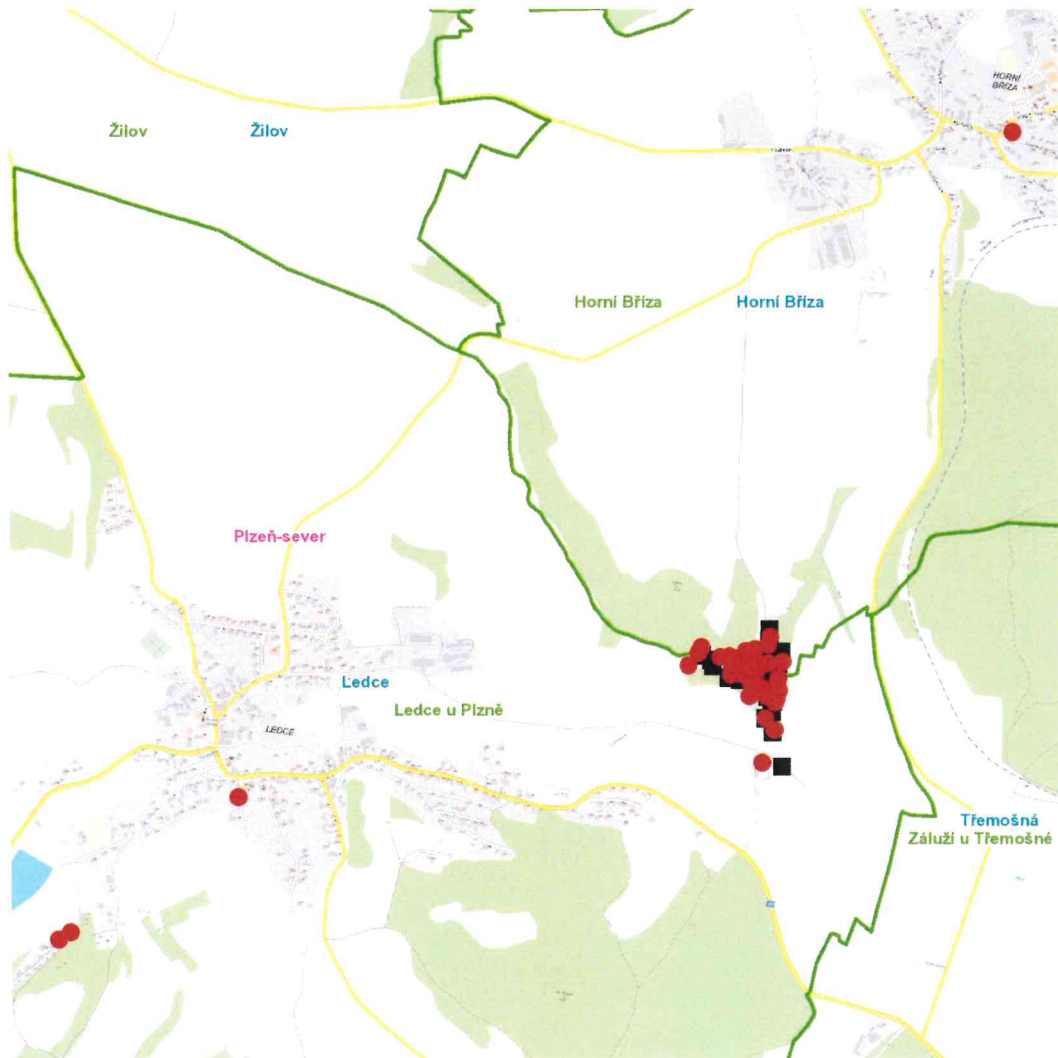 HORNÍ
BŘÍZA
Žilov
Žilov
Horní Bříza
Horní Bříza
Plzeň-sever
Ledce
Ledce u Plzně
LEDCE
Třemošná
Záluží u Třemošné